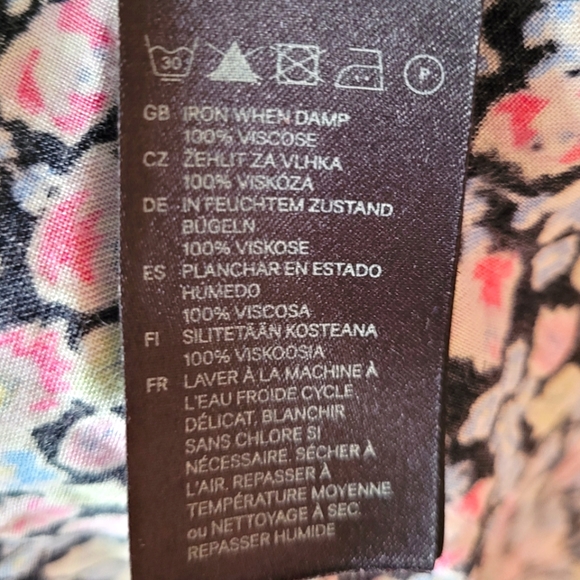 30 P
GB IRON WHEN DAMP
100% VISCOSE
CZ ŽEHLIT ZA VLHKA
100% VISKÓZA
DE IN FEUCHTEM ZUSTAND
BÜGELN
100% VISKOSE
ES PLANCHAR EN ESTADO
HÚMEDO
100% VISCOSA
FI SILITETÄÄN KOSTEANA
100% VISKOOSIA
FR LAVER À LA MACHINE À
L'EAU FROIDE CYCLE
DÉLICAT, BLANCHIR
SANS CHLORE SI
NÉCESSAIRE, SÉCHER À
L'AIR, REPASSER À
TEMPÉRATURE MOYENNE
ou NETTOYAGE À SEC
REPASSER HUMIDE